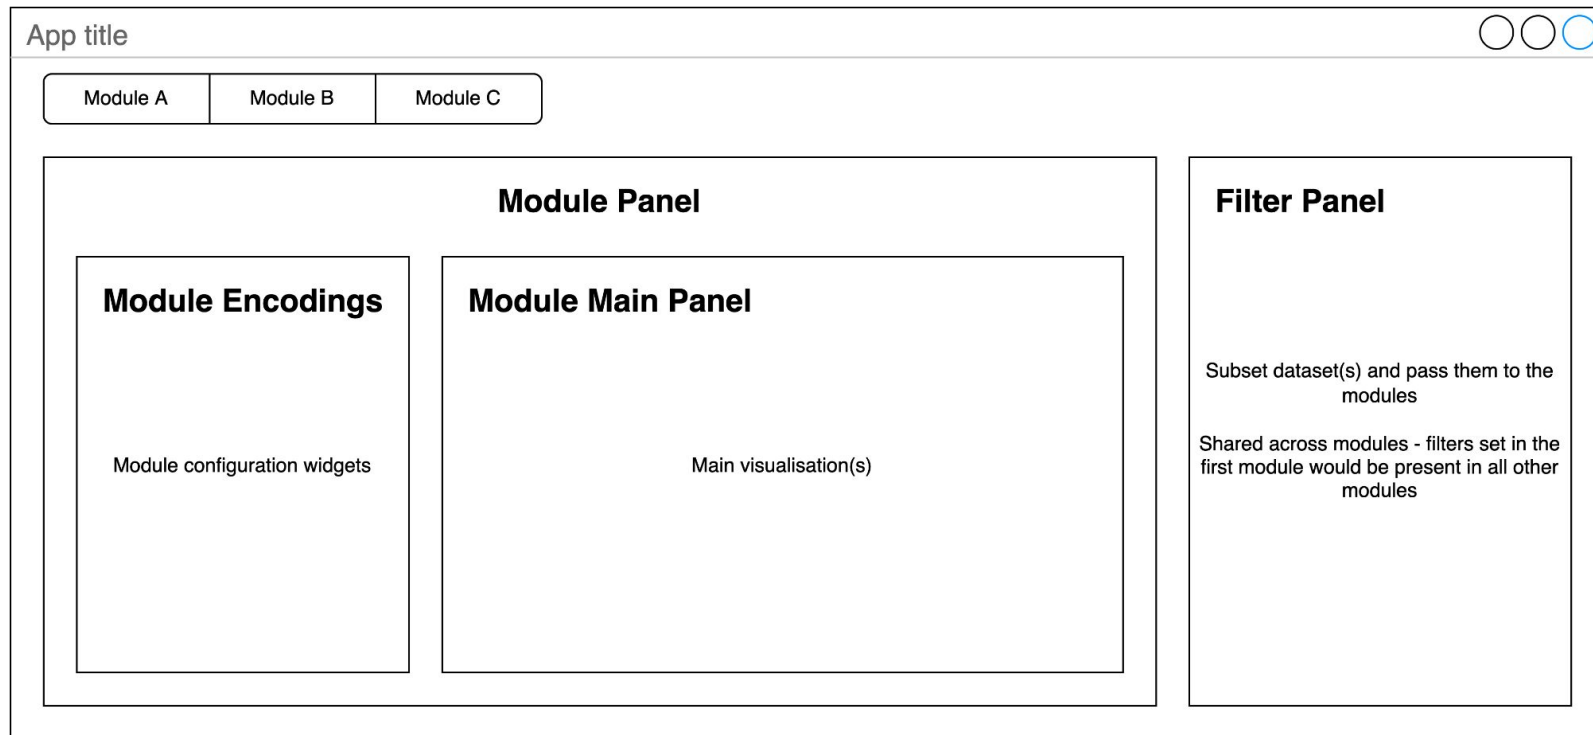 App title
Module A
Module B
Module C
Module Panel
Module Encodings
Module configuration widgets
Module Main Panel
Main visualisation(s)
Filter Panel
Subset dataset(s) and pass them to the
modules
Shared across modules - filters set in the
first module would be present in all other
modules